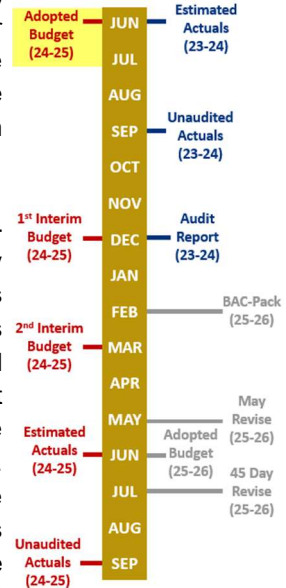 Adopted
Budget
(24-25)
JUN
Estimated
Actuals
(23-24)
JUL
AUG
SEP
Unaudited
Actuals
(23-24)
OCT
NOV
1st Interim
Budget
(24-25)
DEC
Audit
Report
(23-24)
JAN
FEB
BAC-Pack
(25-26)
2nd Interim
Budget
(24-25)
MAR
APR
MAY
May
Revise
(25-26)
Estimated
Actuals
(24-25)
JUN
Adopted
Budget
(25-26)
JUL
45 Day
Revise
(25-26)
AUG
Unaudited
Actuals
(24-25)
SEP